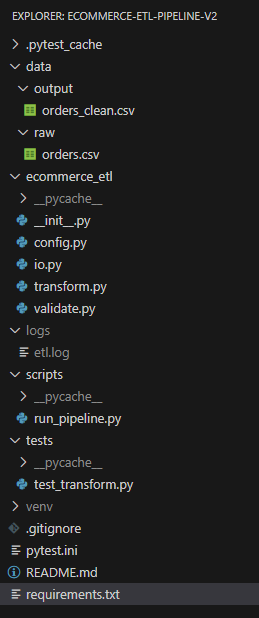 EXPLORER: ECOMMERCE-ETL-PIPELINE-V2
.pytest_cache
data
output
orders_clean.csv
raw
orders.csv
ecommerce_etl
__pycache__
__init__.py
config.py
io.py
transform.py
validate.py
logs
etl.log
scripts
__pycache__
run_pipeline.py
tests
__pycache__
test_transform.py
venv
.gitignore
pytest.ini
README.md
requirements.txt